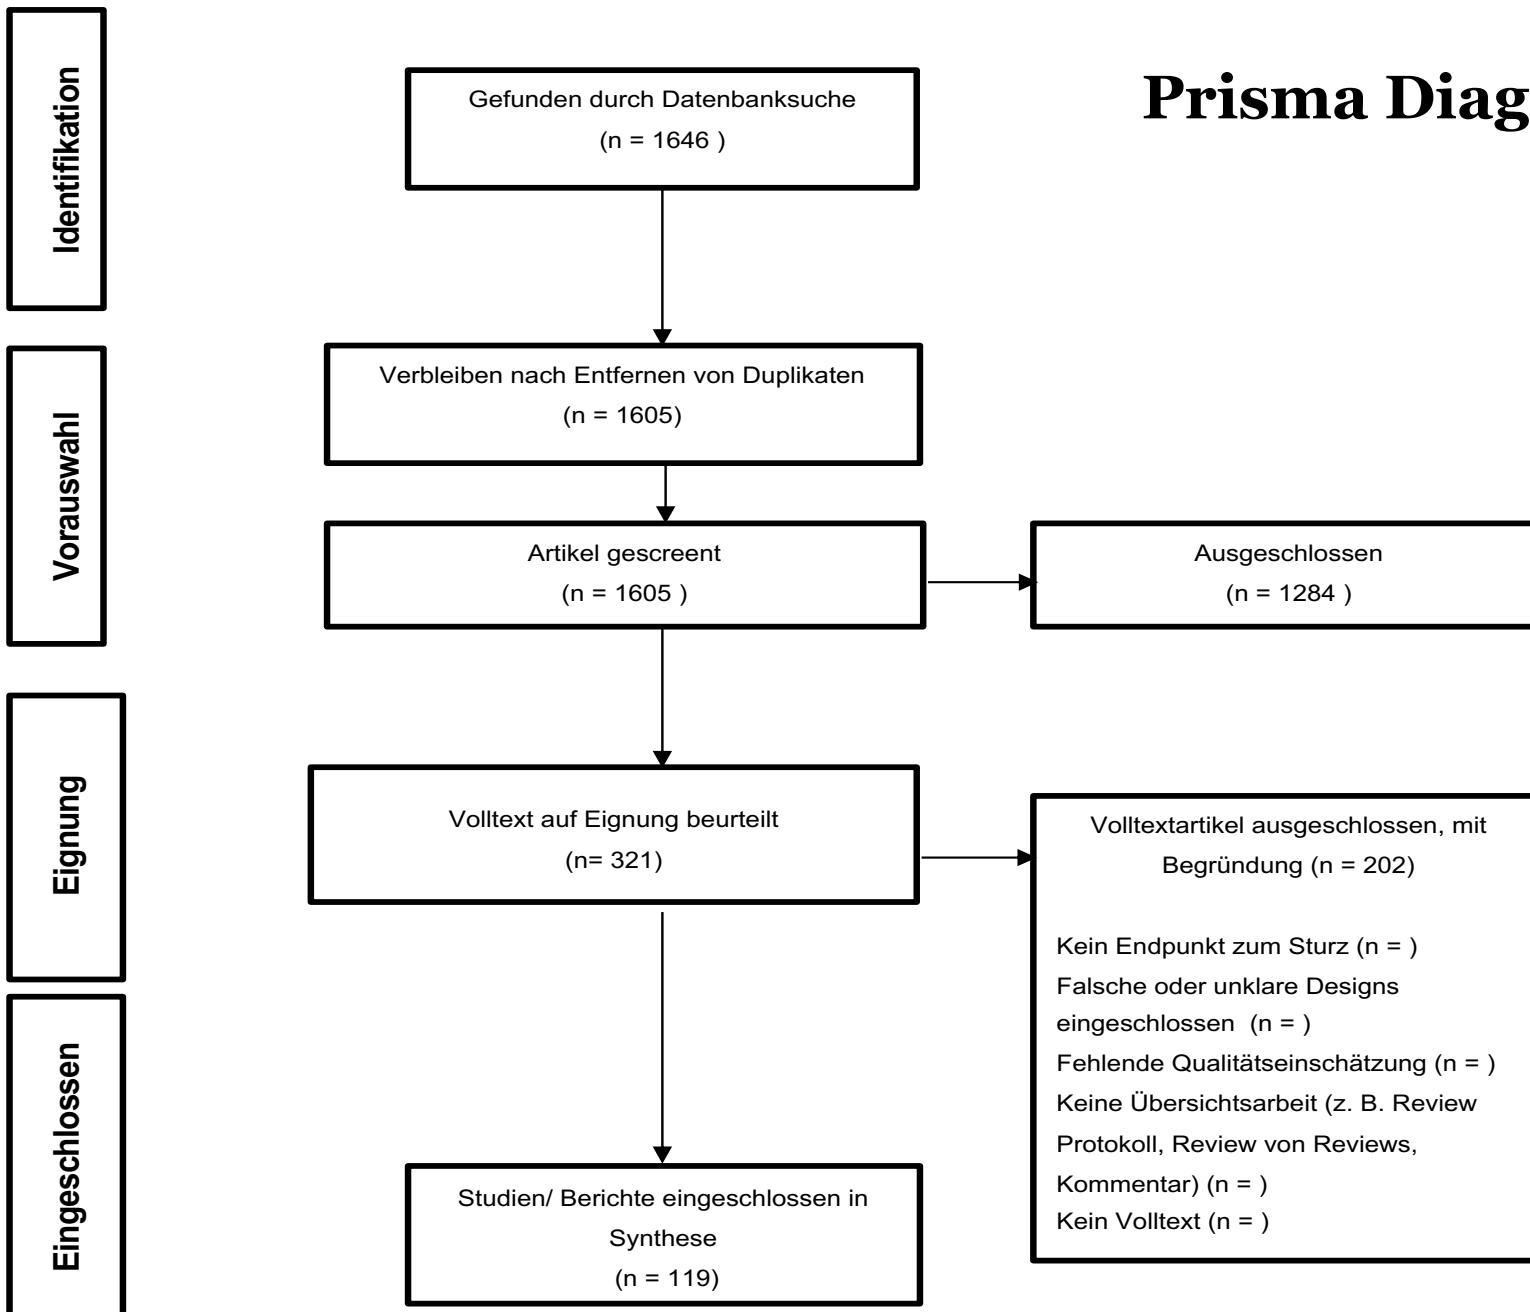 Prisma Diag
Identifikation
Gefunden durch Datenbanksuche
(n = 1646 )
Vorauswahl
Verbleiben nach Entfernen von Duplikaten
(n = 1605)
Artikel gescreent
(n = 1605 )
Ausgeschlossen
(n = 1284 )
Eignung
Volltext auf Eignung beurteilt
(n= 321)
Volltextartikel ausgeschlossen, mit
Begründung (n = 202)
Kein Endpunkt zum Sturz (n = )
Falsche oder unklare Designs
eingeschlossen  (n = )
Fehlende Qualitätseinschätzung (n = )
Keine Übersichtsarbeit (z. B. Review
Protokoll, Review von Reviews,
Kommentar) (n = )
Kein Volltext (n = )
Eingeschlossen
Studien/ Berichte eingeschlossen in
Synthese
(n = 119)